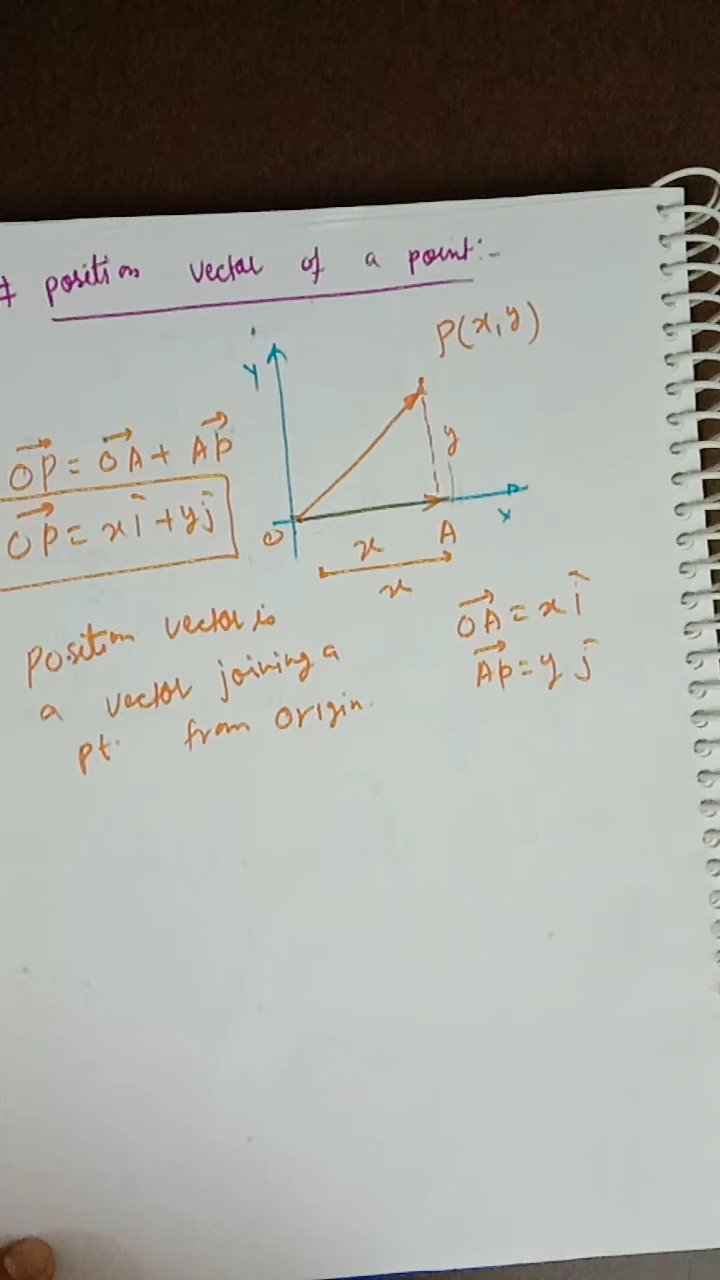 # position vector of a point:-
P(x,y)
Y
y
OP = OA + AP
OP = xi + yj
O
x
A
X
x
OA = xi
AP = yj
Position vector is
a vector joining a
pt. from origin.